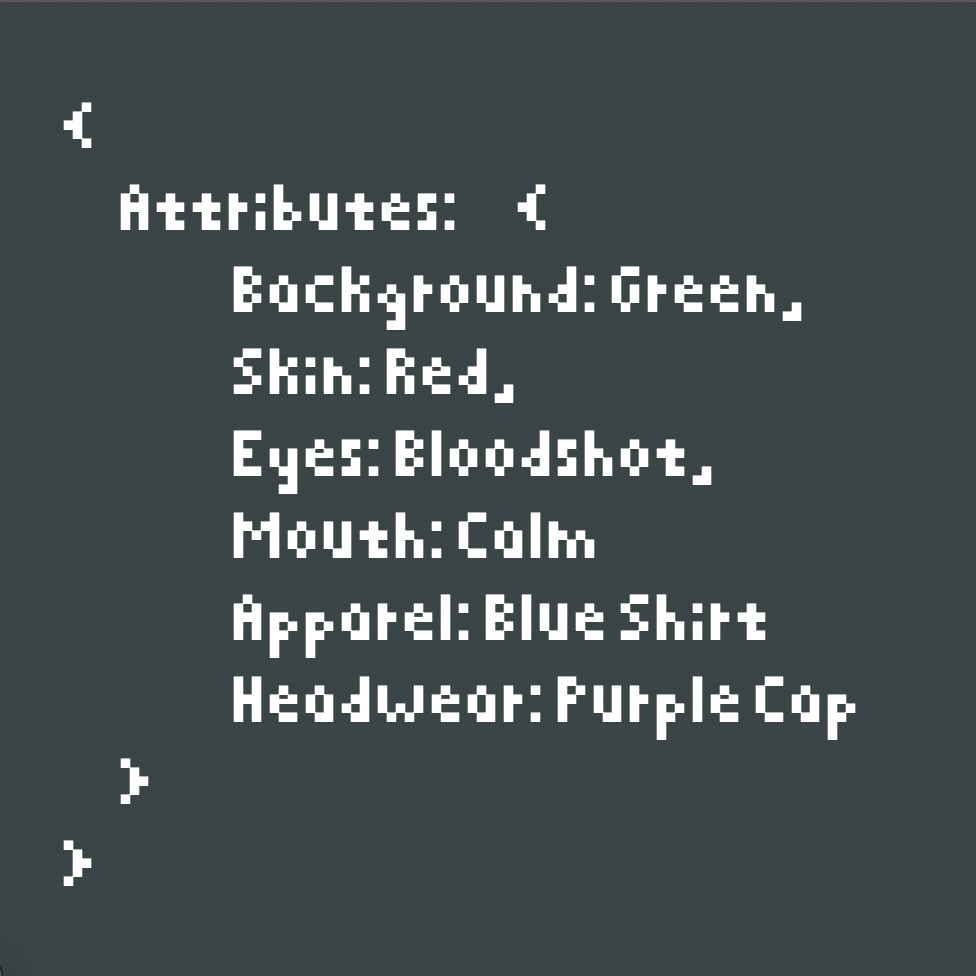 {
Attributes: {
Background: Green,
Skin: Red,
Eyes: Bloodshot,
Mouth: Calm
Apparel: Blue Shirt
Headwear: Purple Cap
}
}